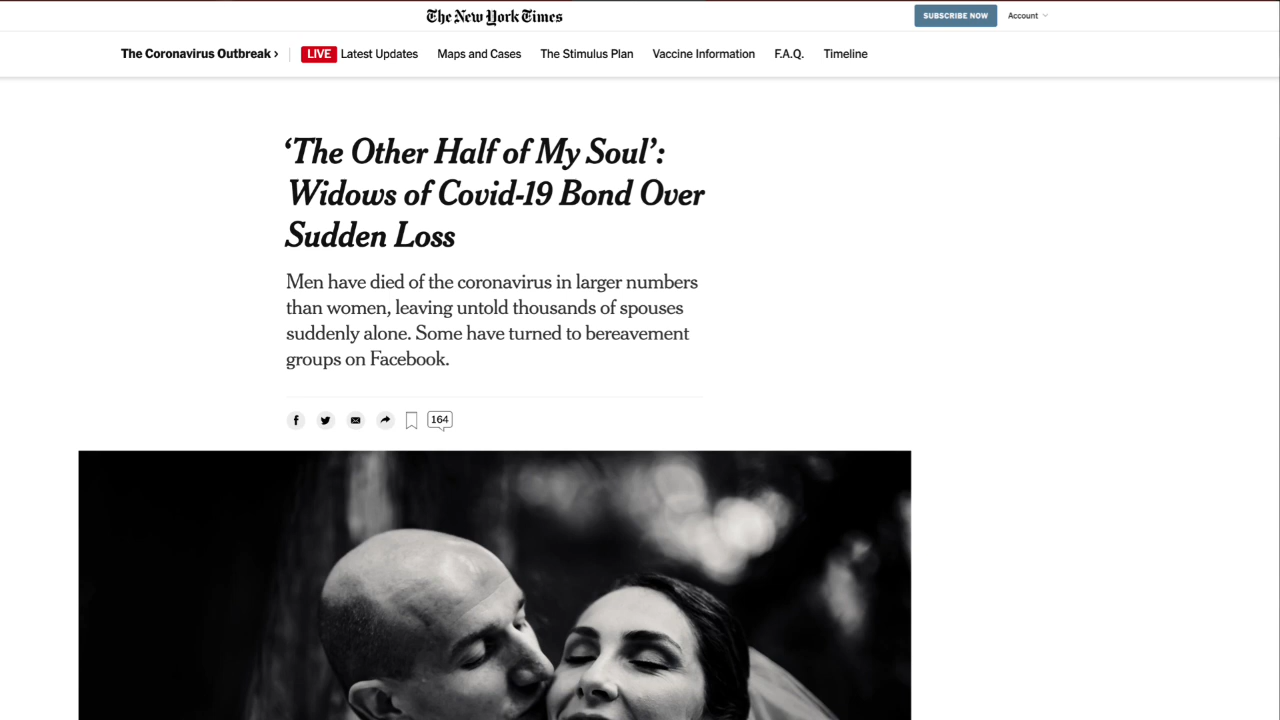 The New York Times
SUBSCRIBE NOW
Account
The Coronavirus Outbreak ›
LIVE Latest Updates
Maps and Cases
The Stimulus Plan
Vaccine Information
F.A.Q.
Timeline
‘The Other Half of My Soul’:
Widows of Covid-19 Bond Over
Sudden Loss
Men have died of the coronavirus in larger numbers
than women, leaving untold thousands of spouses
suddenly alone. Some have turned to bereavement
groups on Facebook.
164